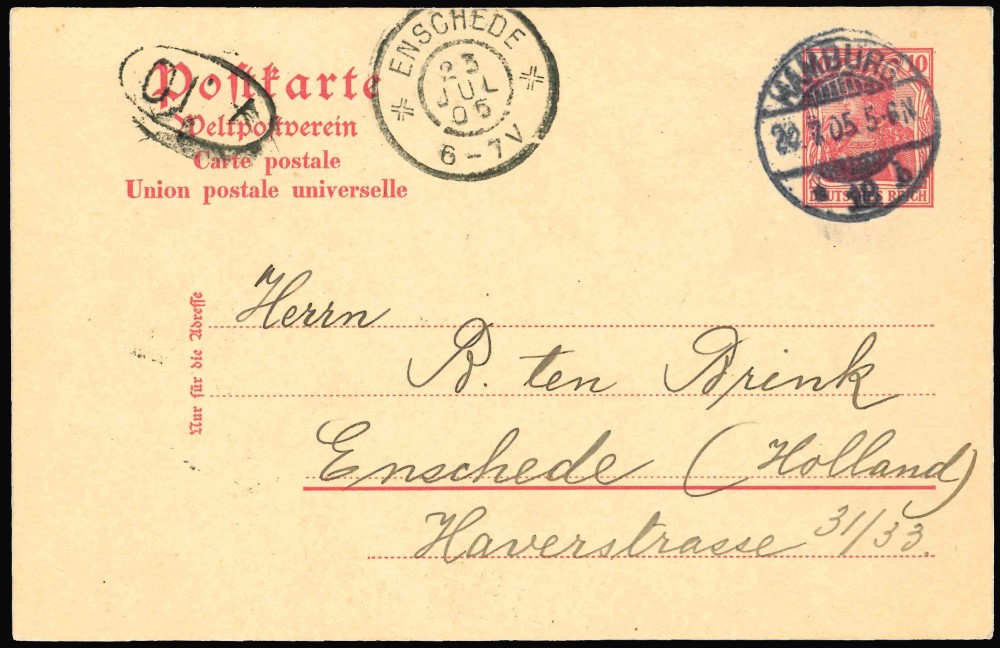 Postkarte
Weltpostverein
Carte postale
Union postale universelle
ENSCHEDE
23
JUL
05
6-7V
HAMBURG
22.7.05 5-6N
10
DEUTSCHES REICH
Nur für die Adresse
Herrn
B. ten Brink
Enschede (Holland)
Haverstrasse 31/33.